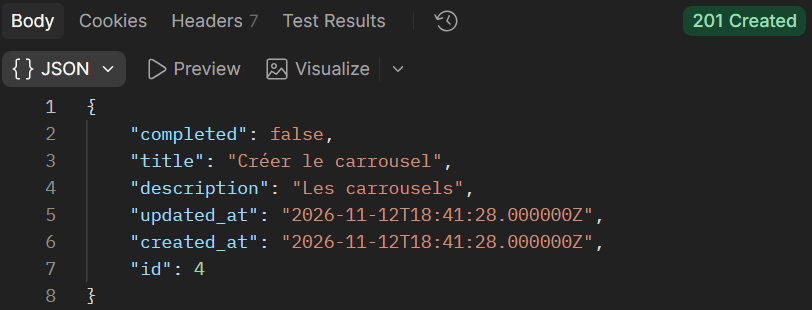 Body Cookies Headers 7 Test Results 201 Created
{} JSON Preview Visualize
1 {
2 "completed": false,
3 "title": "Créer le carrousel",
4 "description": "Les carrousels",
5 "updated_at": "2026-11-12T18:41:28.000000Z",
6 "created_at": "2026-11-12T18:41:28.000000Z",
7 "id": 4
8 }